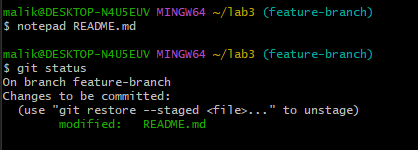 malik@DESKTOP-N4U5EUV MINGW64 ~/lab3 (feature-branch)
$ notepad README.md
malik@DESKTOP-N4U5EUV MINGW64 ~/lab3 (feature-branch)
$ git status
On branch feature-branch
Changes to be committed:
  (use "git restore --staged <file>..." to unstage)
        modified:   README.md